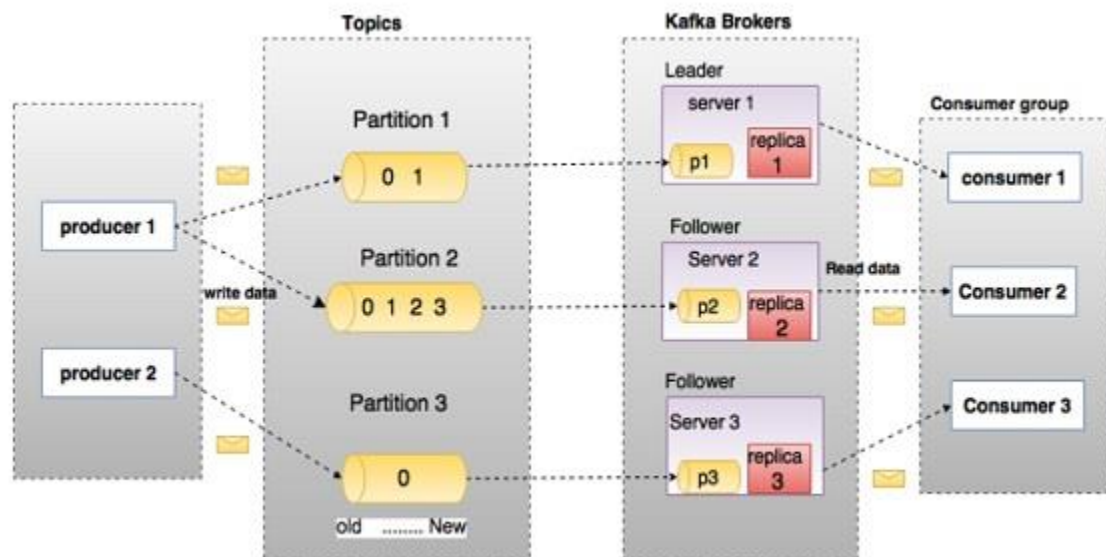 Topics
Kafka Brokers
Leader
server 1
Consumer group
Partition 1
0 1
p1
replica
1
consumer 1
producer 1
Partition 2
Follower
Server 2
Read data
write data
0 1 2 3
p2
replica
2
Consumer 2
producer 2
Partition 3
Follower
Server 3
Consumer 3
0
p3
replica
3
old ........ New